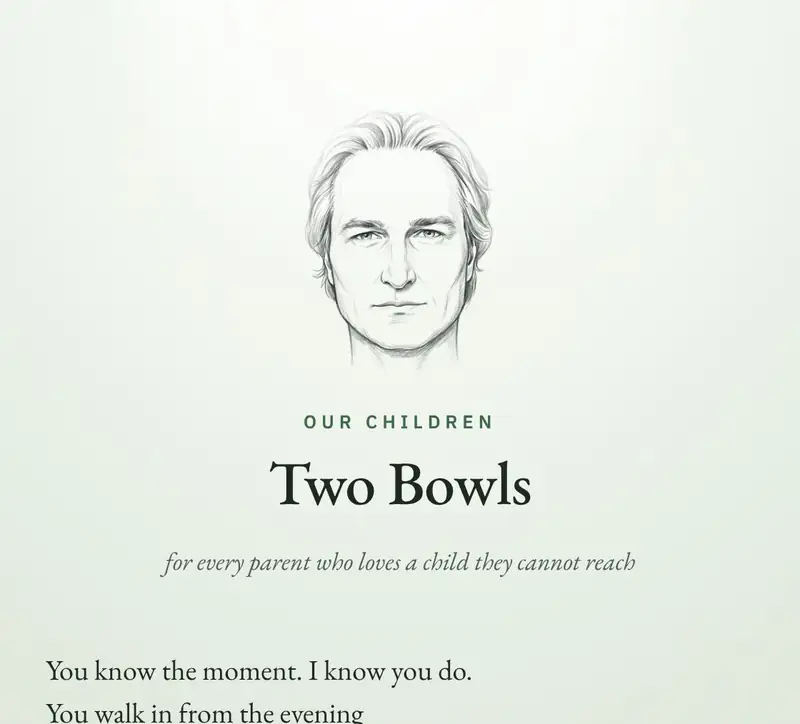 OUR CHILDREN
Two Bowls
for every parent who loves a child they cannot reach
You know the moment. I know you do.
You walk in from the evening